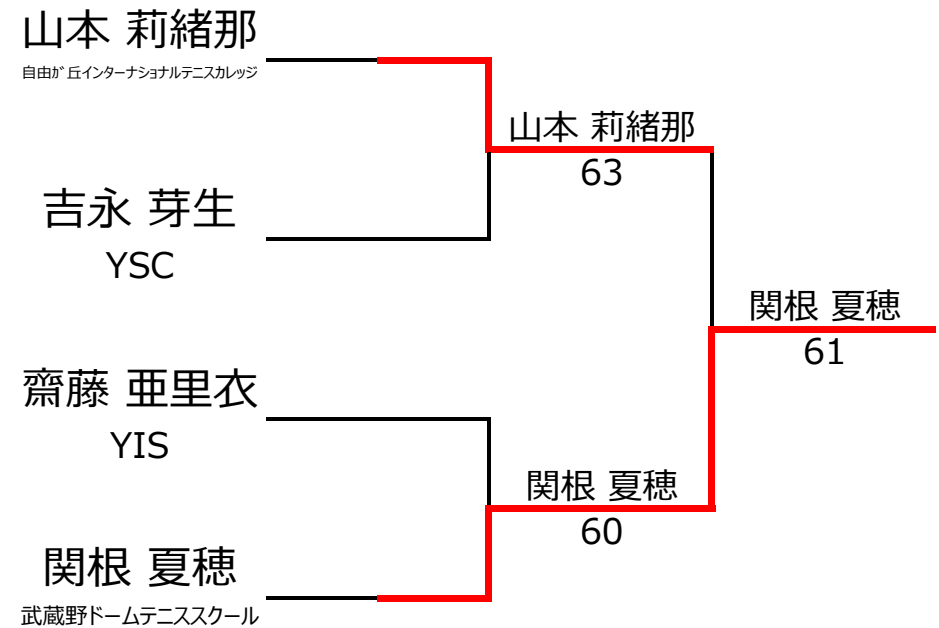 山本 莉緒那
自由が丘インターナショナルテニスカレッジ
山本 莉緒那
63
吉永 芽生
YSC
関根 夏穂
61
齋藤 亜里衣
YIS
関根 夏穂
60
関根 夏穂
武蔵野ドームテニススクール